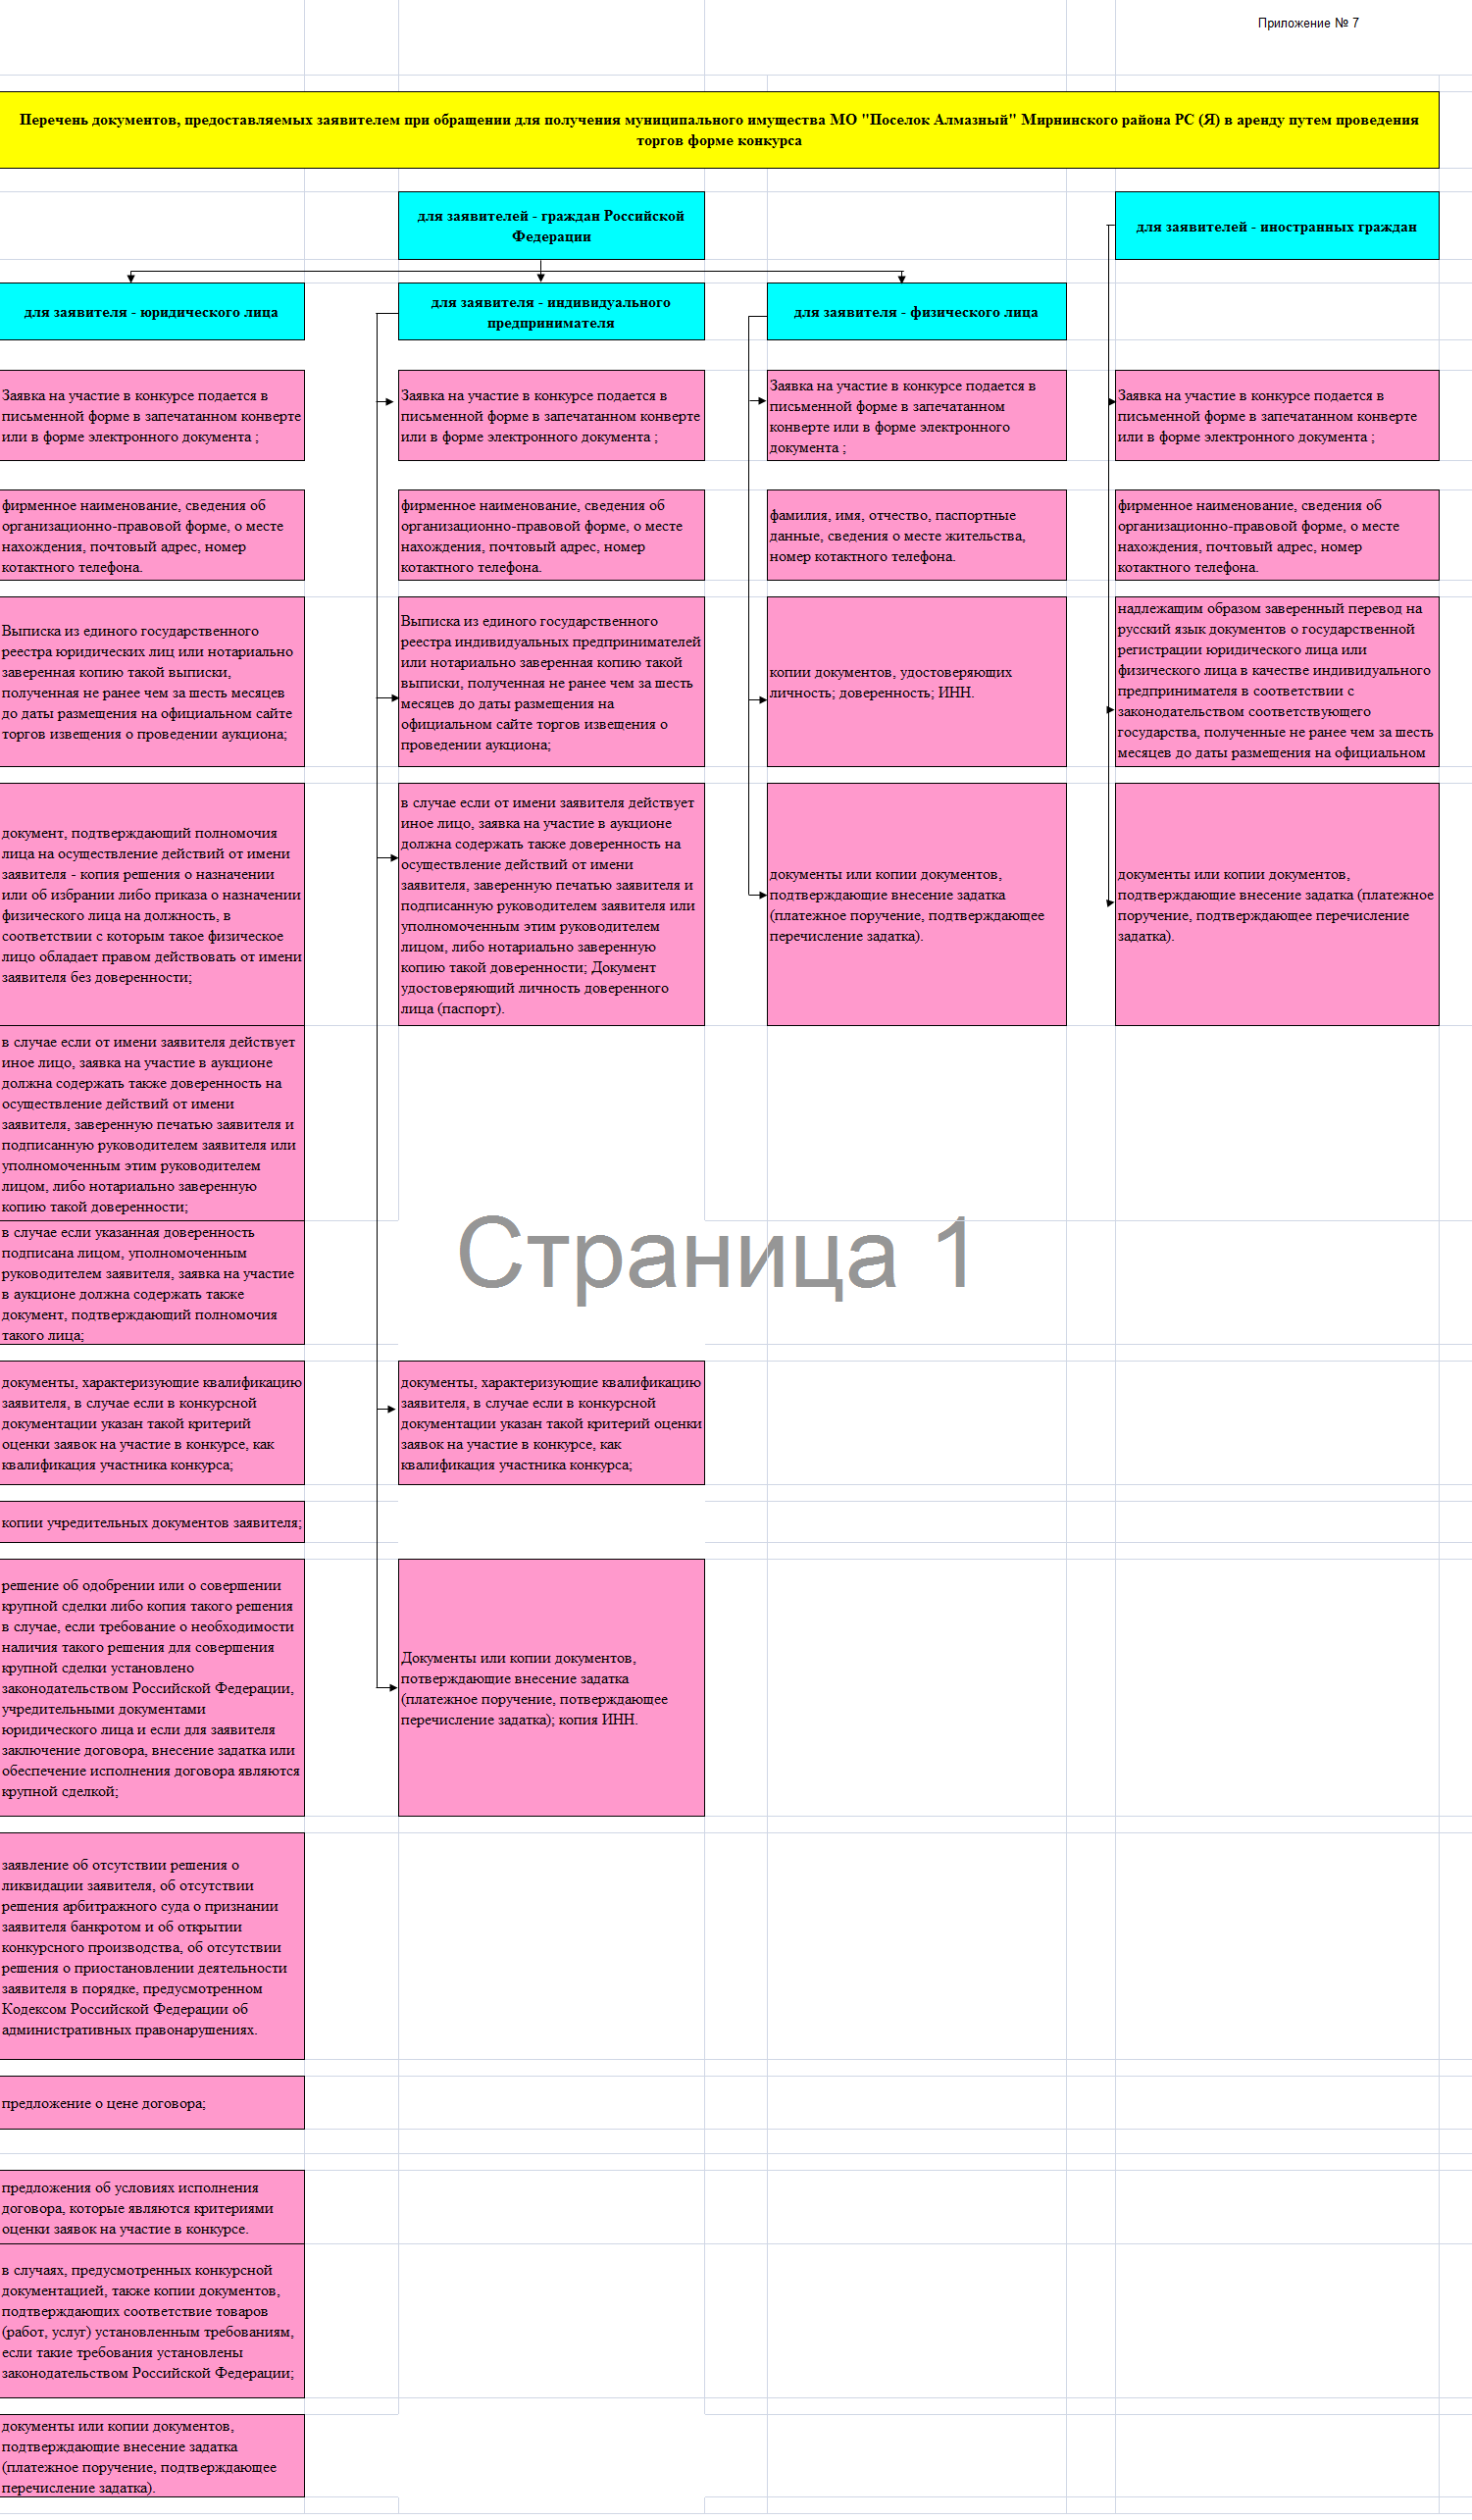 Приложение № 7
Перечень документов, предоставляемых заявителем при обращении для получения муниципального имущества МО "Поселок Алмазный" Мирнинского района РС (Я) в аренду путем проведения
торгов форме конкурса
для заявителей - граждан Российской
Федерации
для заявителей - иностранных граждан
для заявителя - юридического лица
для заявителя - индивидуального
предпринимателя
для заявителя - физического лица
Заявка на участие в конкурсе подается в
письменной форме в запечатанном конверте
или в форме электронного документа ;
Заявка на участие в конкурсе подается в
письменной форме в запечатанном конверте
или в форме электронного документа ;
Заявка на участие в конкурсе подается в
письменной форме в запечатанном
конверте или в форме электронного
документа ;
Заявка на участие в конкурсе подается в
письменной форме в запечатанном конверте
или в форме электронного документа ;
фирменное наименование, сведения об
организационно-правовой форме, о месте
нахождения, почтовый адрес, номер
котактного телефона.
фирменное наименование, сведения об
организационно-правовой форме, о месте
нахождения, почтовый адрес, номер
котактного телефона.
фамилия, имя, отчество, паспортные
данные, сведения о месте жительства,
номер котактного телефона.
фирменное наименование, сведения об
организационно-правовой форме, о месте
нахождения, почтовый адрес, номер
котактного телефона.
Выписка из единого государственного
реестра юридических лиц или нотариально
заверенная копию такой выписки,
полученная не ранее чем за шесть месяцев
до даты размещения на официальном сайте
торгов извещения о проведении аукциона;
Выписка из единого государственного
реестра индивидуальных предпринимателей
или нотариально заверенная копию такой
выписки, полученная не ранее чем за шесть
месяцев до даты размещения на
официальном сайте торгов извещения о
проведении аукциона;
копии документов, удостоверяющих
личность; доверенность; ИНН.
надлежащим образом заверенный перевод на
русский язык документов о государственной
регистрации юридического лица или
физического лица в качестве индивидуального
предпринимателя в соответствии с
законодательством соответствующего
государства, полученные не ранее чем за шесть
месяцев до даты размещения на официальном
документ, подтверждающий полномочия
лица на осуществление действий от имени
заявителя - копия решения о назначении
или об избрании либо приказа о назначении
физического лица на должность, в
соответствии с которым такое физическое
лицо обладает правом действовать от имени
заявителя без доверенности;
в случае если от имени заявителя действует
иное лицо, заявка на участие в аукционе
должна содержать также доверенность на
осуществление действий от имени
заявителя, заверенную печатью заявителя и
подписанную руководителем заявителя или
уполномоченным этим руководителем
лицом, либо нотариально заверенную
копию такой доверенности; Документ
удостоверяющий личность доверенного
лица (паспорт).
документы или копии документов,
подтверждающие внесение задатка
(платежное поручение, подтверждающее
перечисление задатка).
документы или копии документов,
подтверждающие внесение задатка (платежное
поручение, подтверждающее перечисление
задатка).
в случае если от имени заявителя действует
иное лицо, заявка на участие в аукционе
должна содержать также доверенность на
осуществление действий от имени
заявителя, заверенную печатью заявителя и
подписанную руководителем заявителя или
уполномоченным этим руководителем
лицом, либо нотариально заверенную
копию такой доверенности;
Страница 1
в случае если указанная доверенность
подписана лицом, уполномоченным
руководителем заявителя, заявка на участие
в аукционе должна содержать также
документ, подтверждающий полномочия
такого лица;
документы, характеризующие квалификацию
заявителя, в случае если в конкурсной
документации указан такой критерий
оценки заявок на участие в конкурсе, как
квалификация участника конкурса;
документы, характеризующие квалификацию
заявителя, в случае если в конкурсной
документации указан такой критерий оценки
заявок на участие в конкурсе, как
квалификация участника конкурса;
копии учредительных документов заявителя;
решение об одобрении или о совершении
крупной сделки либо копия такого решения
в случае, если требование о необходимости
наличия такого решения для совершения
крупной сделки установлено
законодательством Российской Федерации,
учредительными документами
юридического лица и если для заявителя
заключение договора, внесение задатка или
обеспечение исполнения договора являются
крупной сделкой;
Документы или копии документов,
потверждающие внесение задатка
(платежное поручение, потверждающее
перечисление задатка); копия ИНН.
заявление об отсутствии решения о
ликвидации заявителя, об отсутствии
решения арбитражного суда о признании
заявителя банкротом и об открытии
конкурсного производства, об отсутствии
решения о приостановлении деятельности
заявителя в порядке, предусмотренном
Кодексом Российской Федерации об
административных правонарушениях.
предложение о цене договора;
предложения об условиях исполнения
договора, которые являются критериями
оценки заявок на участие в конкурсе.
в случаях, предусмотренных конкурсной
документацией, также копии документов,
подтверждающих соответствие товаров
(работ, услуг) установленным требованиям,
если такие требования установлены
законодательством Российской Федерации;
документы или копии документов,
подтверждающие внесение задатка
(платежное поручение, подтверждающее
перечисление задатка).